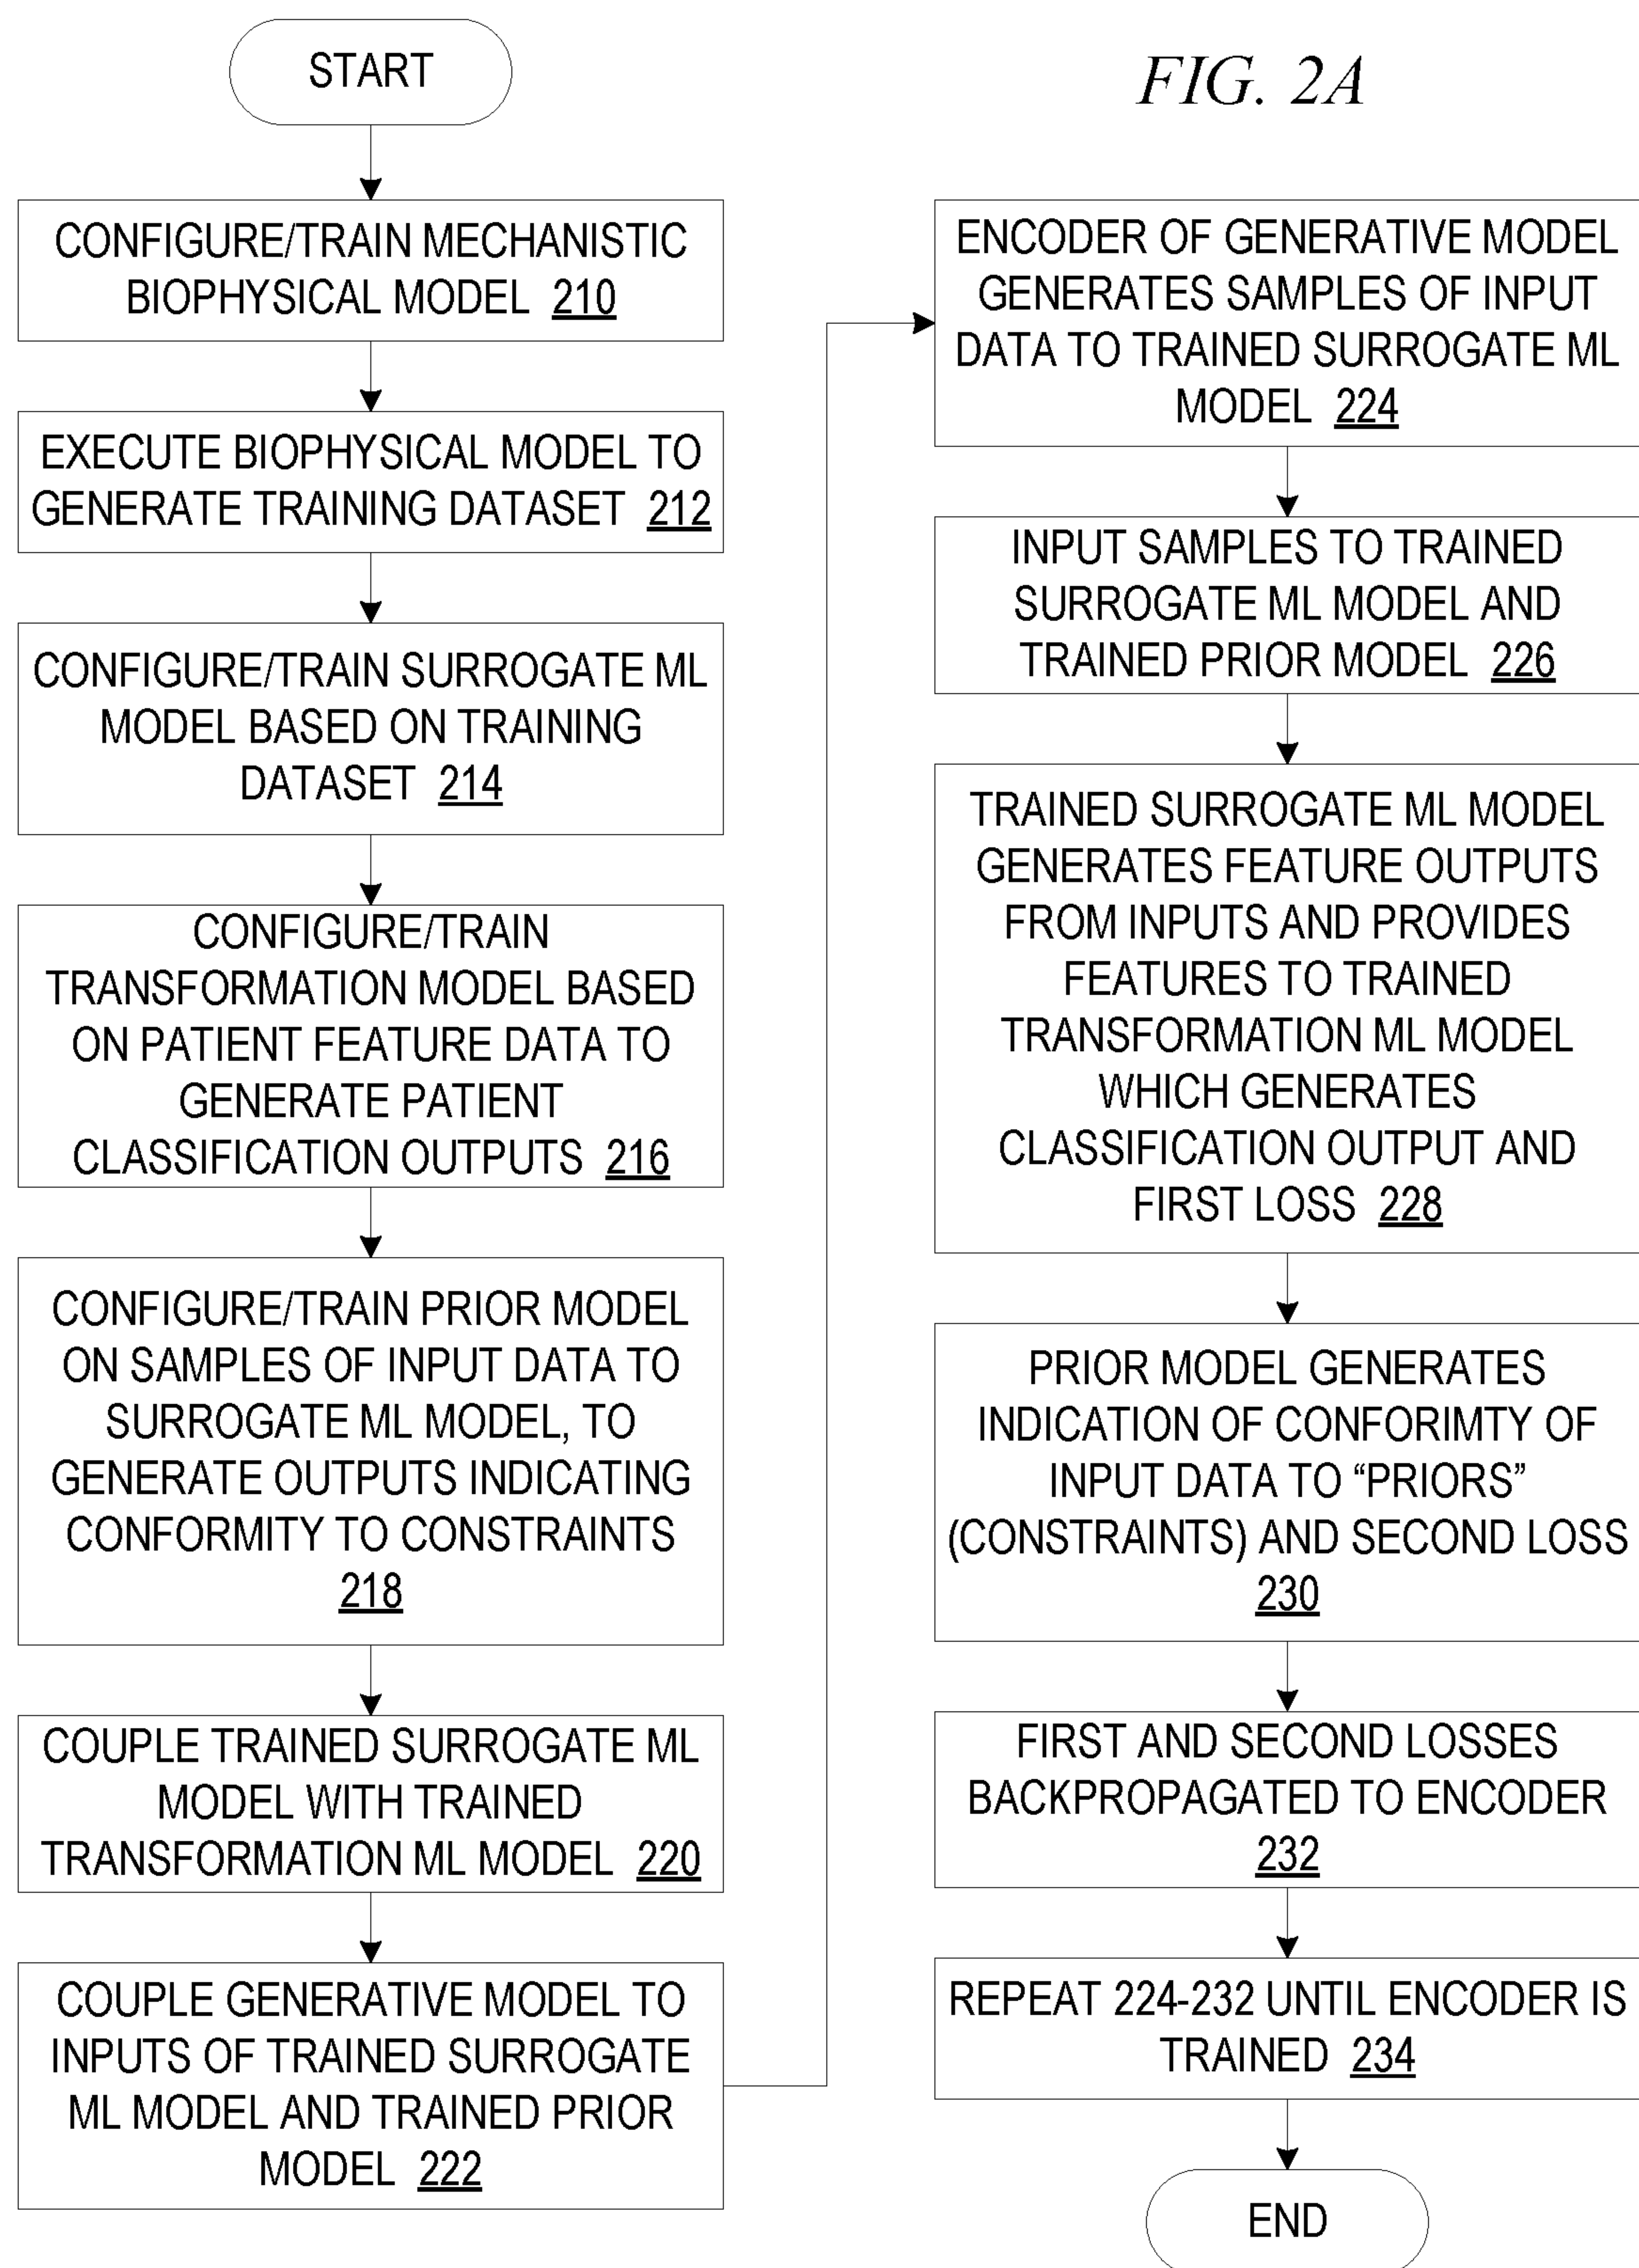 START
FIG. 2A
CONFIGURE/TRAIN MECHANISTIC
BIOPHYSICAL MODEL 210
EXECUTE BIOPHYSICAL MODEL TO
GENERATE TRAINING DATASET 212
CONFIGURE/TRAIN SURROGATE ML
MODEL BASED ON TRAINING
DATASET 214
CONFIGURE/TRAIN
TRANSFORMATION MODEL BASED
ON PATIENT FEATURE DATA TO
GENERATE PATIENT
CLASSIFICATION OUTPUTS 216
CONFIGURE/TRAIN PRIOR MODEL
ON SAMPLES OF INPUT DATA TO
SURROGATE ML MODEL, TO
GENERATE OUTPUTS INDICATING
CONFORMITY TO CONSTRAINTS
218
COUPLE TRAINED SURROGATE ML
MODEL WITH TRAINED
TRANSFORMATION ML MODEL 220
COUPLE GENERATIVE MODEL TO
INPUTS OF TRAINED SURROGATE
ML MODEL AND TRAINED PRIOR
MODEL 222
ENCODER OF GENERATIVE MODEL
GENERATES SAMPLES OF INPUT
DATA TO TRAINED SURROGATE ML
MODEL 224
INPUT SAMPLES TO TRAINED
SURROGATE ML MODEL AND
TRAINED PRIOR MODEL 226
TRAINED SURROGATE ML MODEL
GENERATES FEATURE OUTPUTS
FROM INPUTS AND PROVIDES
FEATURES TO TRAINED
TRANSFORMATION ML MODEL
WHICH GENERATES
CLASSIFICATION OUTPUT AND
FIRST LOSS 228
PRIOR MODEL GENERATES
INDICATION OF CONFORIMTY OF
INPUT DATA TO “PRIORS”
(CONSTRAINTS) AND SECOND LOSS
230
FIRST AND SECOND LOSSES
BACKPROPAGATED TO ENCODER
232
REPEAT 224-232 UNTIL ENCODER IS
TRAINED 234
END